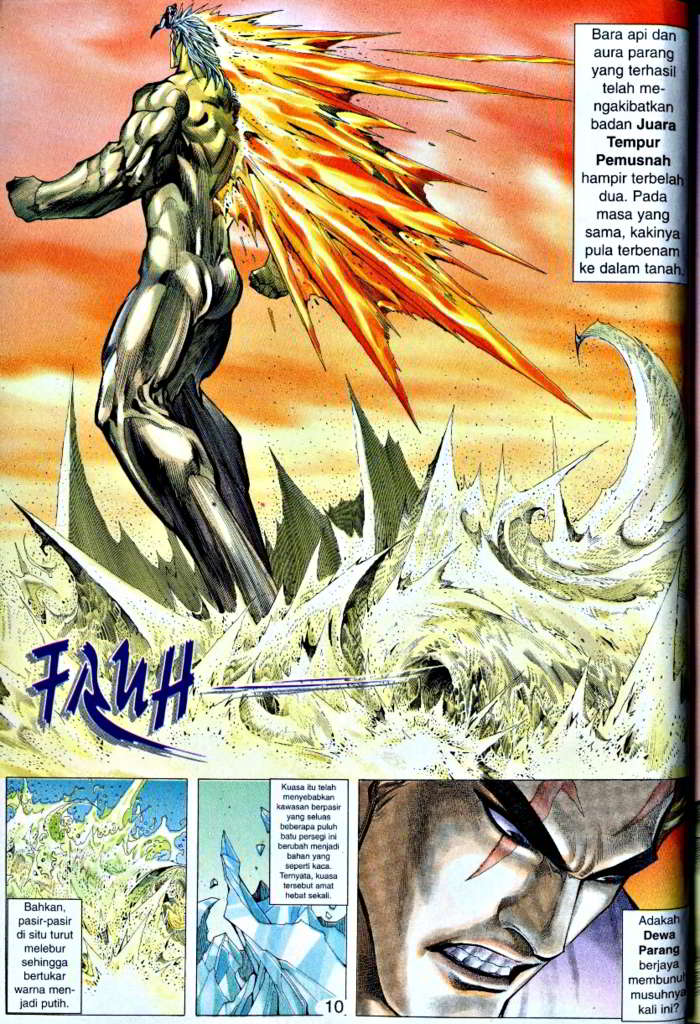 Bara api dan
aura parang
yang terhasil
telah me-
ngakibatkan
badan Juara
Tempur
Pemusnah
hampir terbelah
dua. Pada
masa yang
sama, kakinya
pula terbenam
ke dalam tanah.
FRUH
Bahkan,
pasir-pasir
di situ turut
melebur
sehingga
bertukar
warna men-
jadi putih.
Kuasa itu telah
menyebabkan
kawasan berpasir
yang seluas
beberapa puluh
batu persegi ini
berubah menjadi
bahan yang
seperti kaca.
Ternyata, kuasa
tersebut amat
hebat sekali.
Adakah
Dewa
Parang
berjaya
membunuh
musuhnya
kali ini?
10